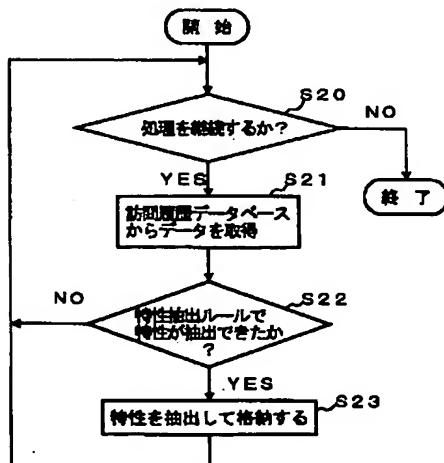 開始
S20
処理を継続するか?
NO
YES
S21
終了
訪問履歴データベース
からデータを取得
S22
NO
特性抽出ルールで
特性が抽出できたか
?
YES
S23
特性を抽出して格納する